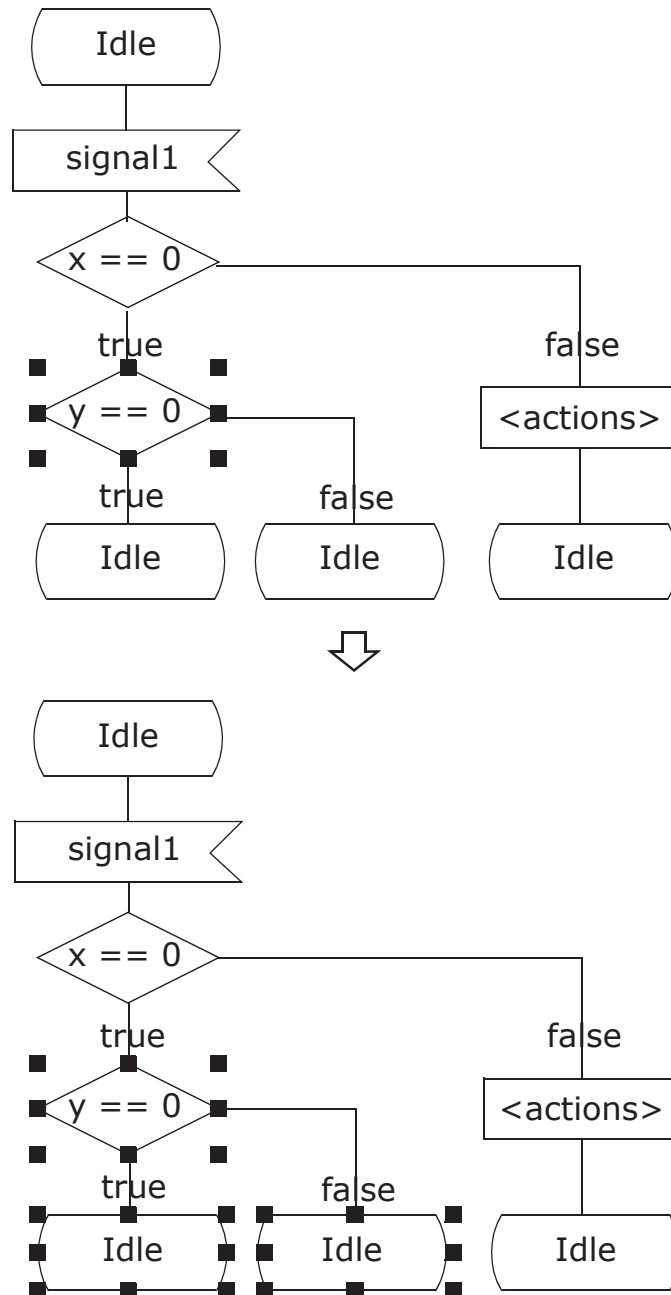 Idle
signal1
x == 0
true
false
y == 0
<actions>
true
false
Idle
Idle
Idle
Idle
signal1
x == 0
true
false
y == 0
<actions>
true
false
Idle
Idle
Idle